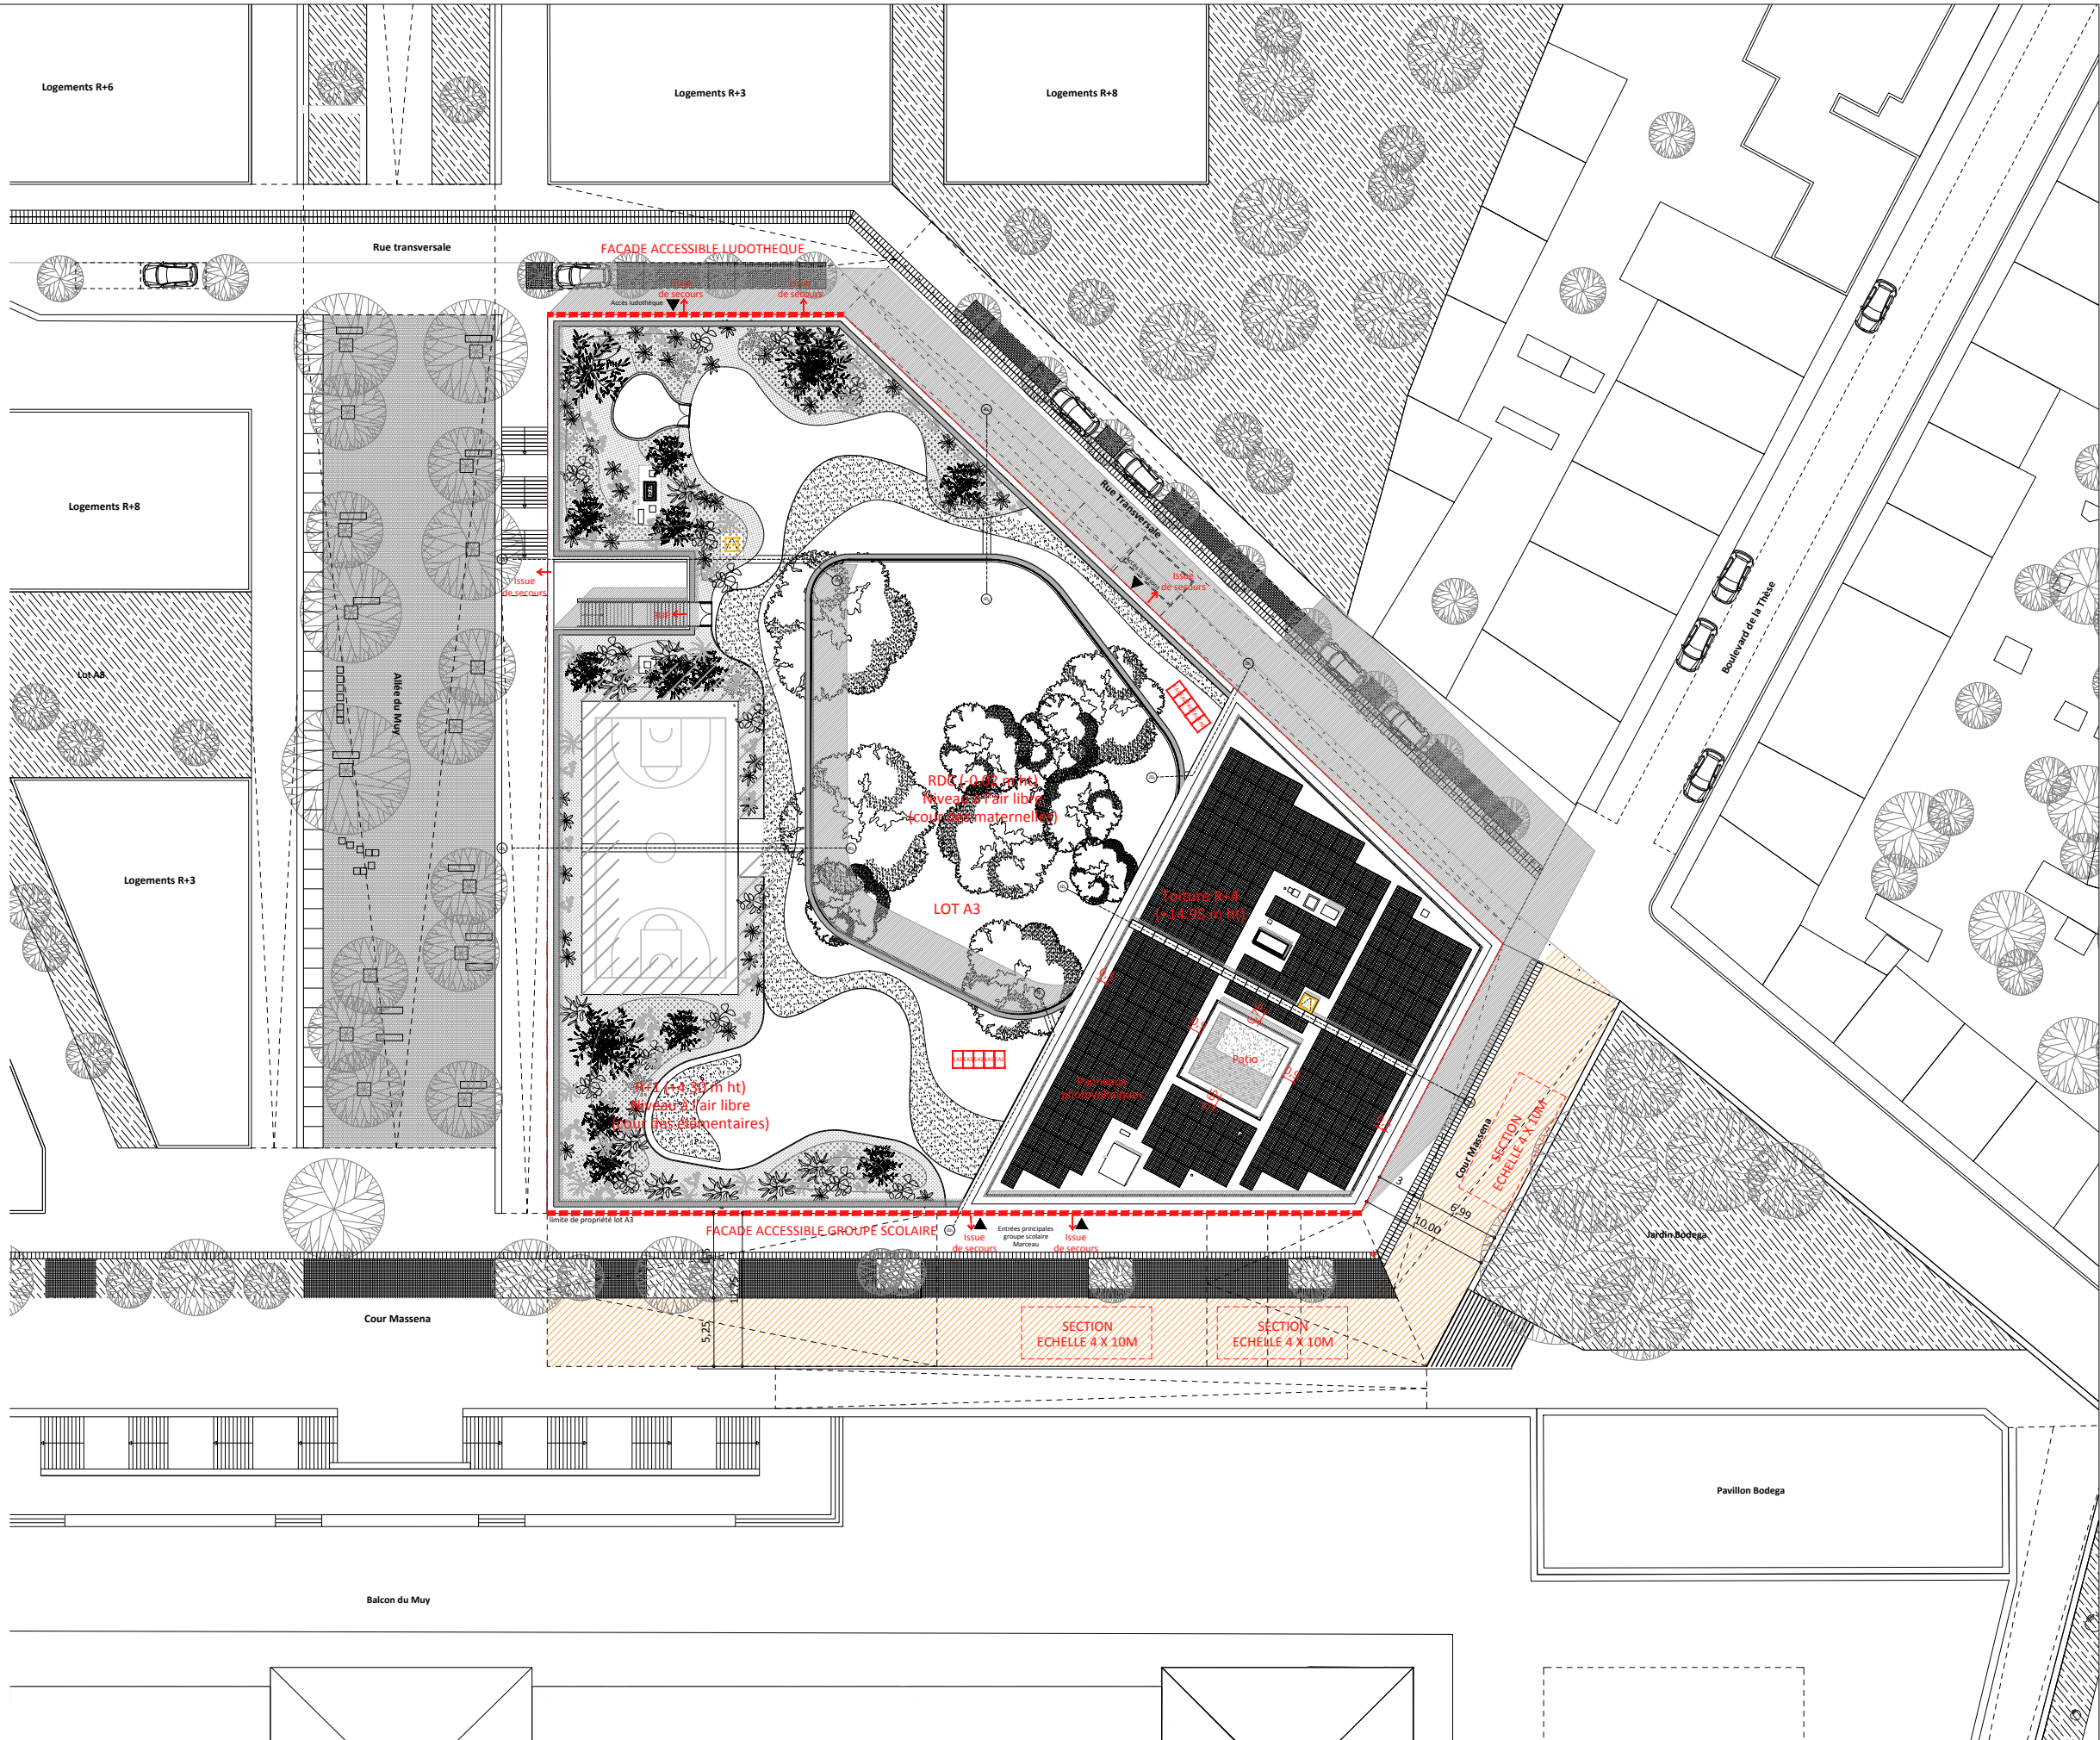 Logements R+6
Logements R+3
Logements R+8
Rue transversale
FACADE ACCESSIBLE LUDOTHEQUE
Issue
de secours
Issue
de secours
Accès ludothèque
Logements R+8
Rue Transversale
Issue
de secours
Issue
de secours
Boulevard de la Thèse
Lot A8
Allée du Muy
RDC (-0.02 m ht)
Niveau à l'air libre
(cour des maternelles)
Logements R+3
LOT A3
Toiture R+4
(+14.95 m ht)
Patio
Panneaux
photovoltaïques
R+1 (+4.30 m ht)
Niveau à l'air libre
(cour des élémentaires)
Cour Massena
SECTION
ECHELLE 4 X 10M
3
6,99
10.00
Jardin Bodega
limite de propriété lot A3
FACADE ACCESSIBLE GROUPE SCOLAIRE
Issue
de secours
Entrées principales
groupe scolaire
Marceau
Issue
de secours
Cour Massena
5,25
SECTION
ECHELLE 4 X 10M
SECTION
ECHELLE 4 X 10M
Pavillon Bodega
Balcon du Muy